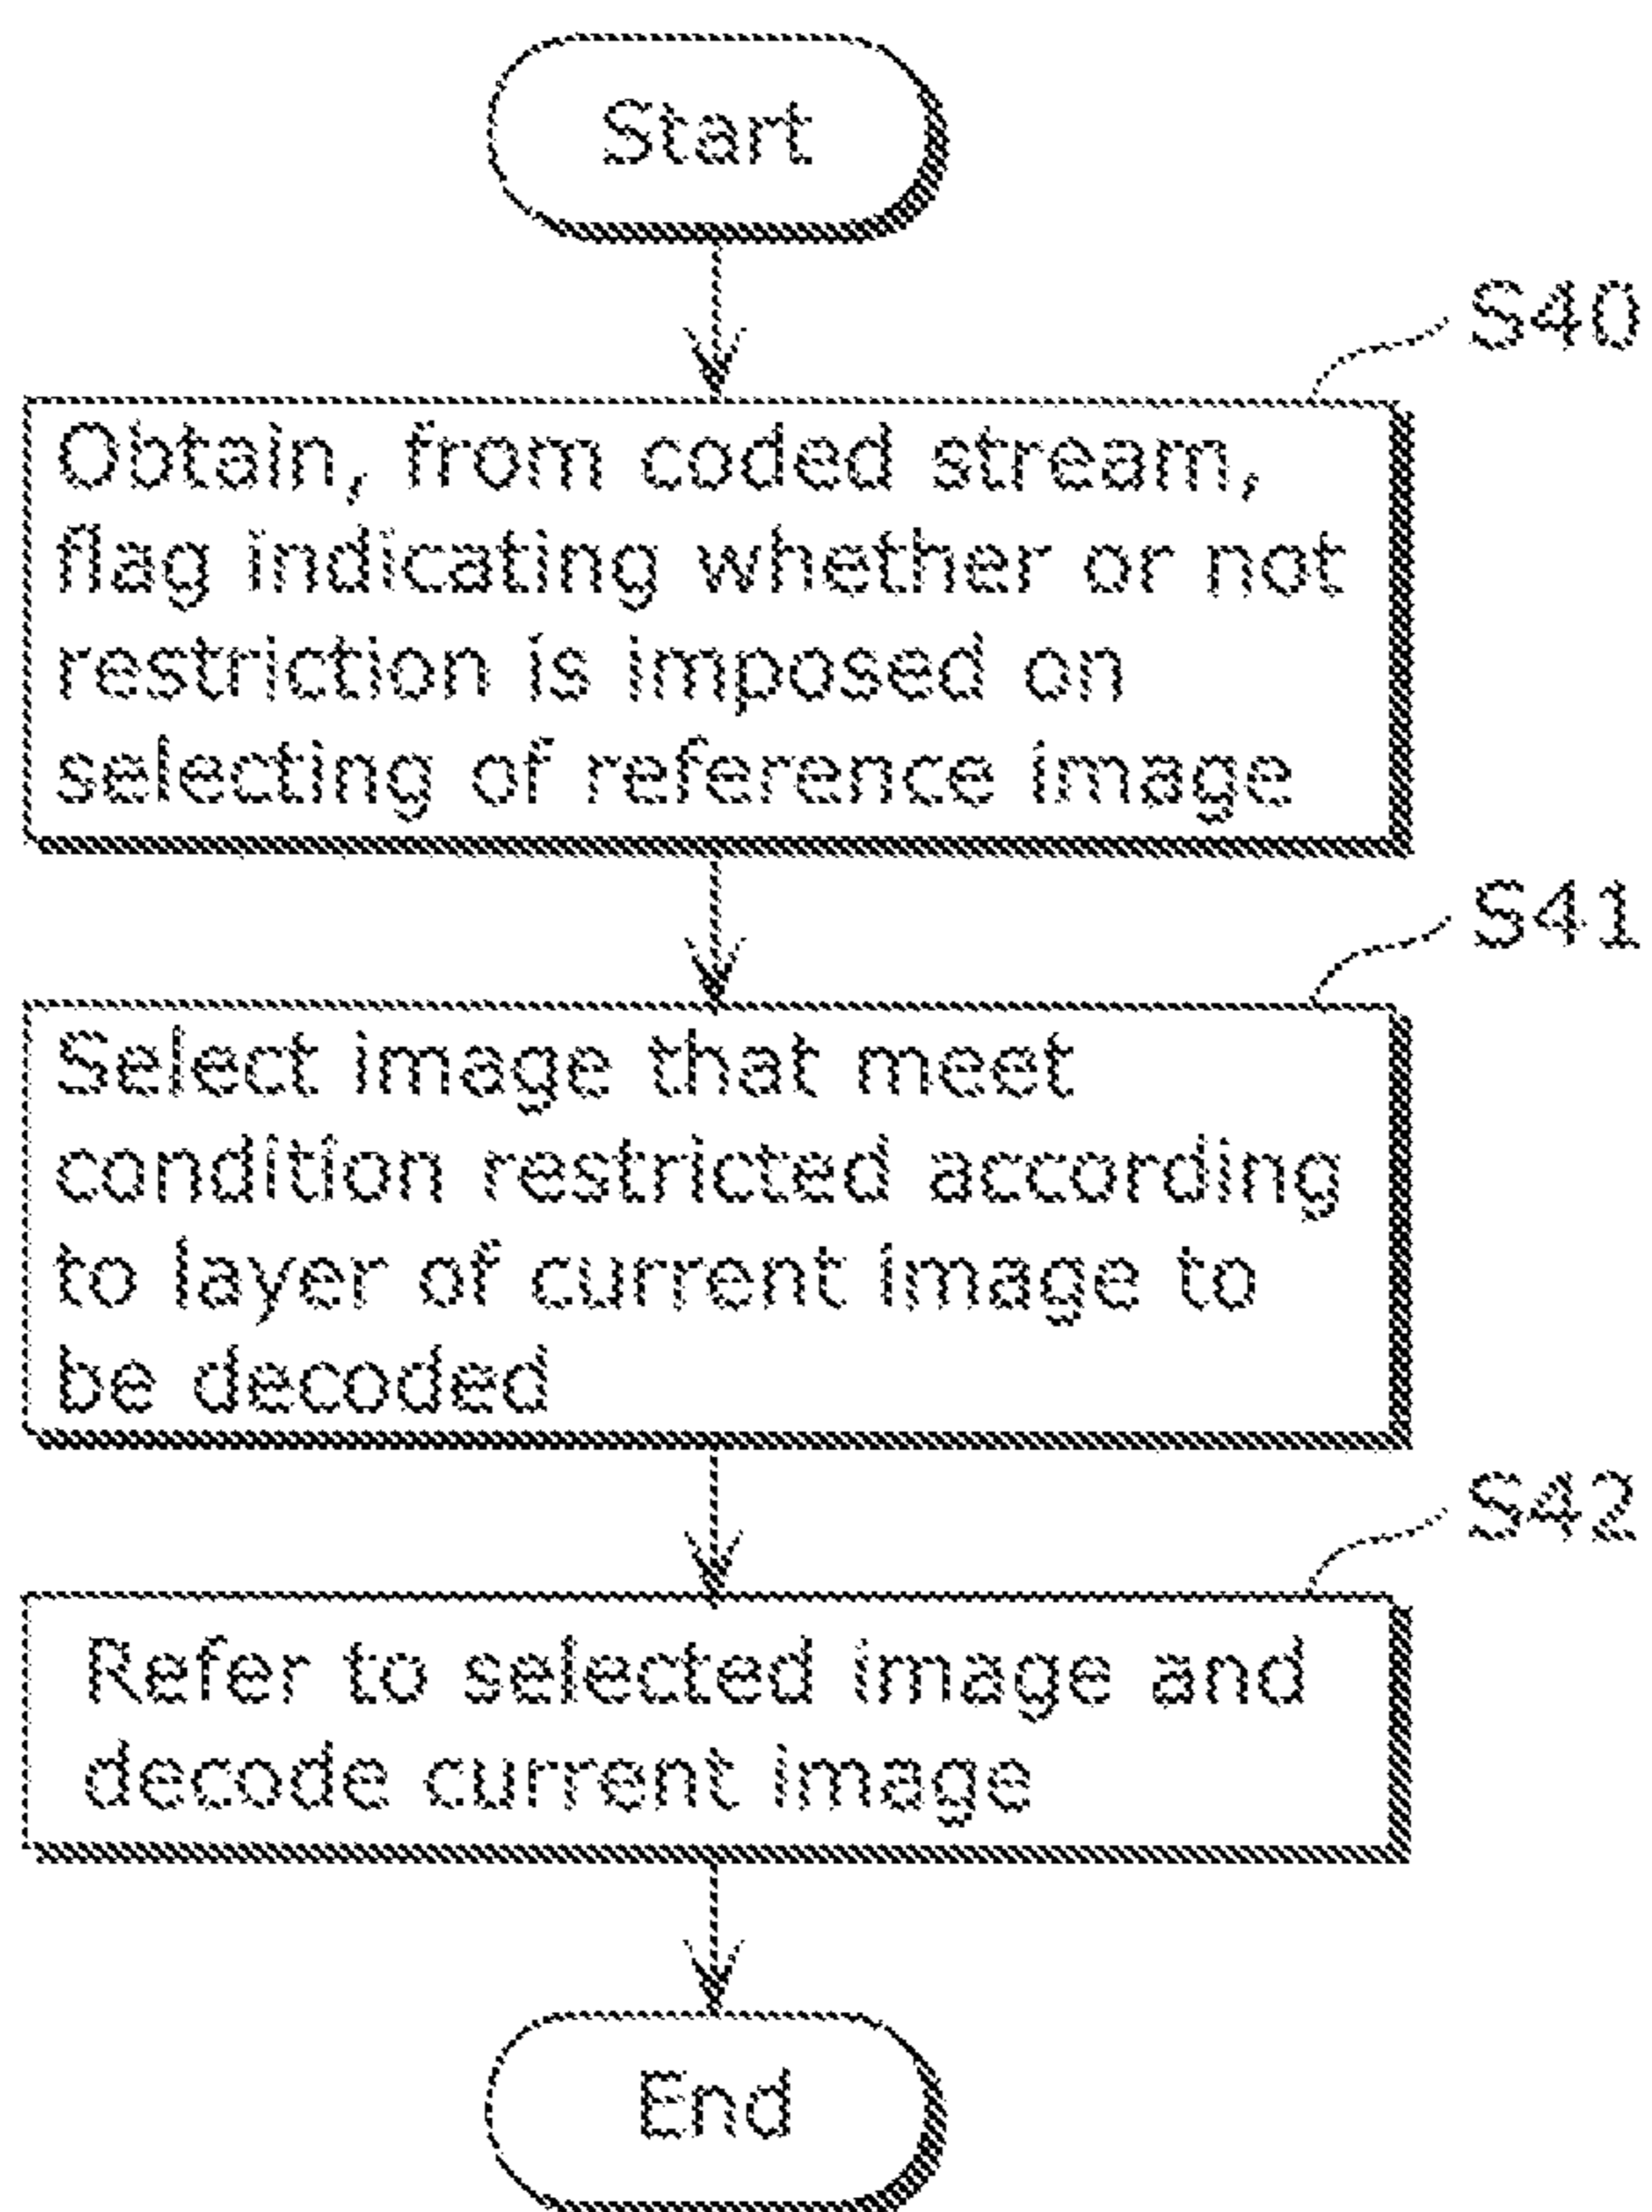 Start
S40
Obtain, from coded stream,
flag indicating whether or not
restriction is imposed on
selecting of reference image
S41
Select image that meet
condition restricted according
to layer of current image to
be decoded
S42
Refer to selected image and
decode current image
End